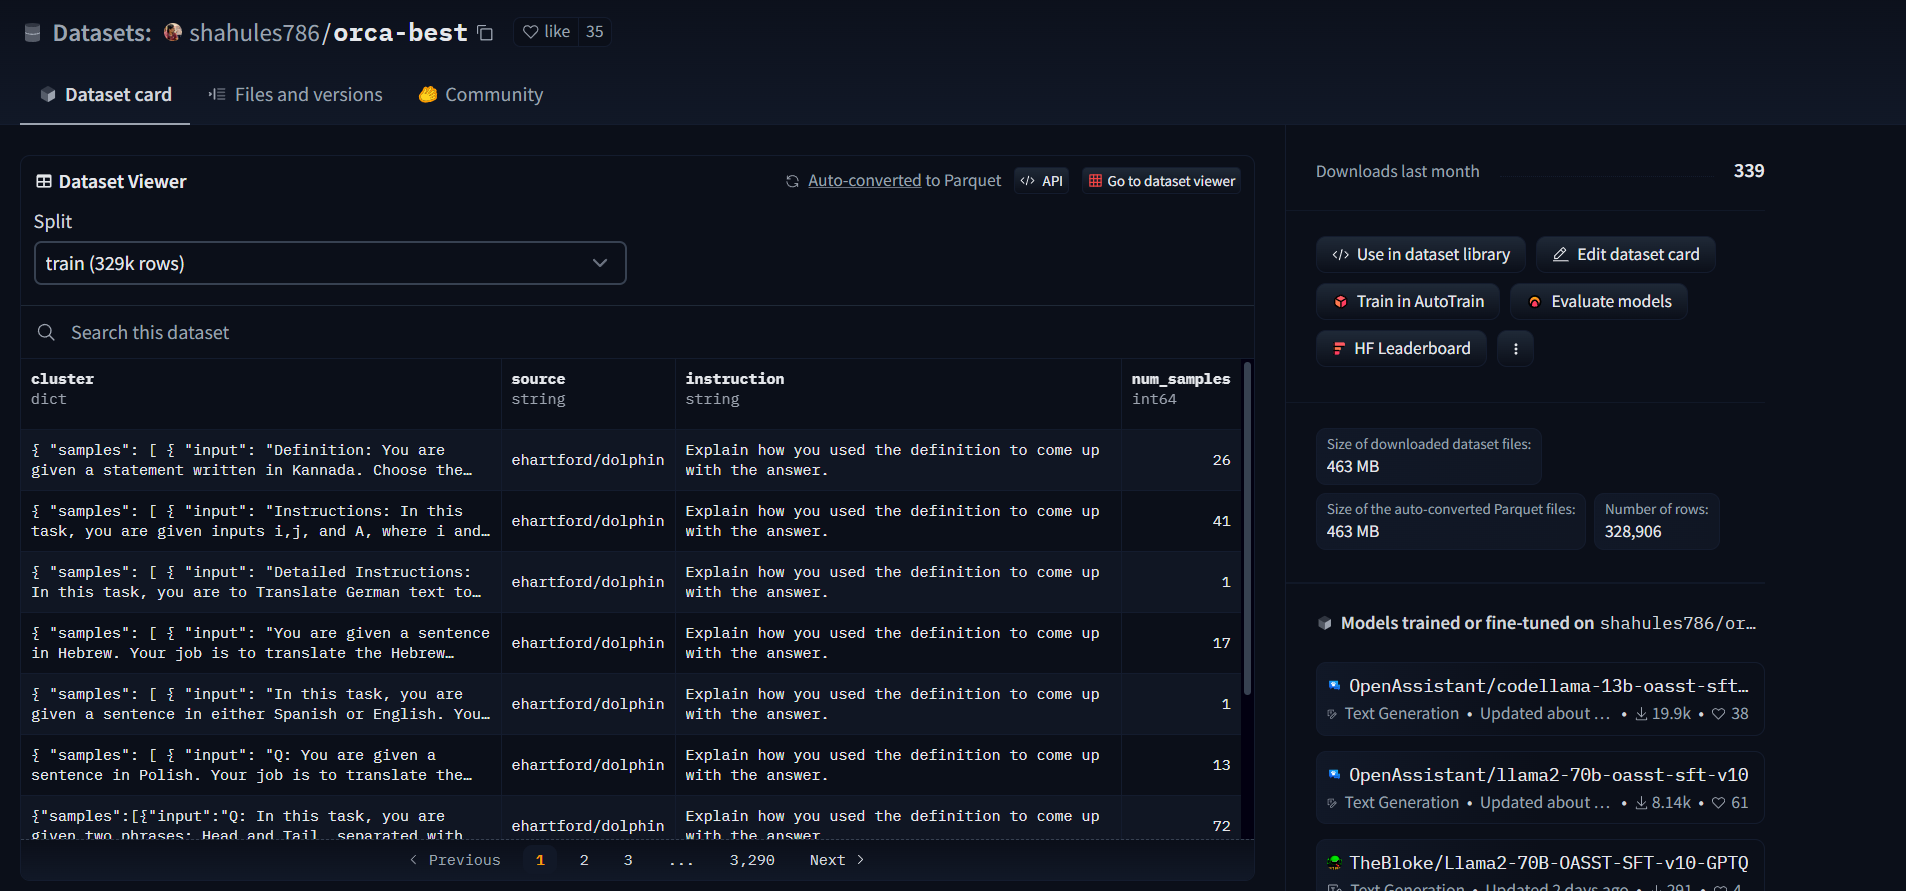 Datasets: shahules786/orca-best like 35
Dataset card Files and versions Community
Dataset Viewer Auto-converted to Parquet API Go to dataset viewer
Split
train (329k rows)
Search this dataset
cluster source instruction num_samples
dict string string int64
{ "samples": [ { "input": "Definition: You are
given a statement written in Kannada. Choose the…
ehartford/dolphin
Explain how you used the definition to come up
with the answer.
26
{ "samples": [ { "input": "Instructions: In this
task, you are given inputs i,j, and A, where i and…
ehartford/dolphin
Explain how you used the definition to come up
with the answer.
41
{ "samples": [ { "input": "Detailed Instructions:
In this task, you are to Translate German text to…
ehartford/dolphin
Explain how you used the definition to come up
with the answer.
1
{ "samples": [ { "input": "You are given a sentence
in Hebrew. Your job is to translate the Hebrew…
ehartford/dolphin
Explain how you used the definition to come up
with the answer.
17
{ "samples": [ { "input": "In this task, you are
given a sentence in either Spanish or English. You…
ehartford/dolphin
Explain how you used the definition to come up
with the answer.
1
{ "samples": [ { "input": "Q: You are given a
sentence in Polish. Your job is to translate the…
ehartford/dolphin
Explain how you used the definition to come up
with the answer.
13
{"samples":[{"input":"Q: In this task, you are
given two phrases: Head and Tail, separated with
ehartford/dolphin
Explain how you used the definition to come up
with the answer.
72
Previous 1 2 3 ... 3,290 Next
Downloads last month 339
Use in dataset library Edit dataset card
Train in AutoTrain Evaluate models
HF Leaderboard
Size of downloaded dataset files:
463 MB
Size of the auto-converted Parquet files:
463 MB
Number of rows:
328,906
Models trained or fine-tuned on shahules786/or…
OpenAssistant/codellama-13b-oasst-sft…
Text Generation • Updated about … • 19.9k • 38
OpenAssistant/llama2-70b-oasst-sft-v10
Text Generation • Updated about … • 8.14k • 61
TheBloke/Llama2-70B-OASST-SFT-v10-GPTQ
Text Generation • Updated 2 days ago • 291 • 4